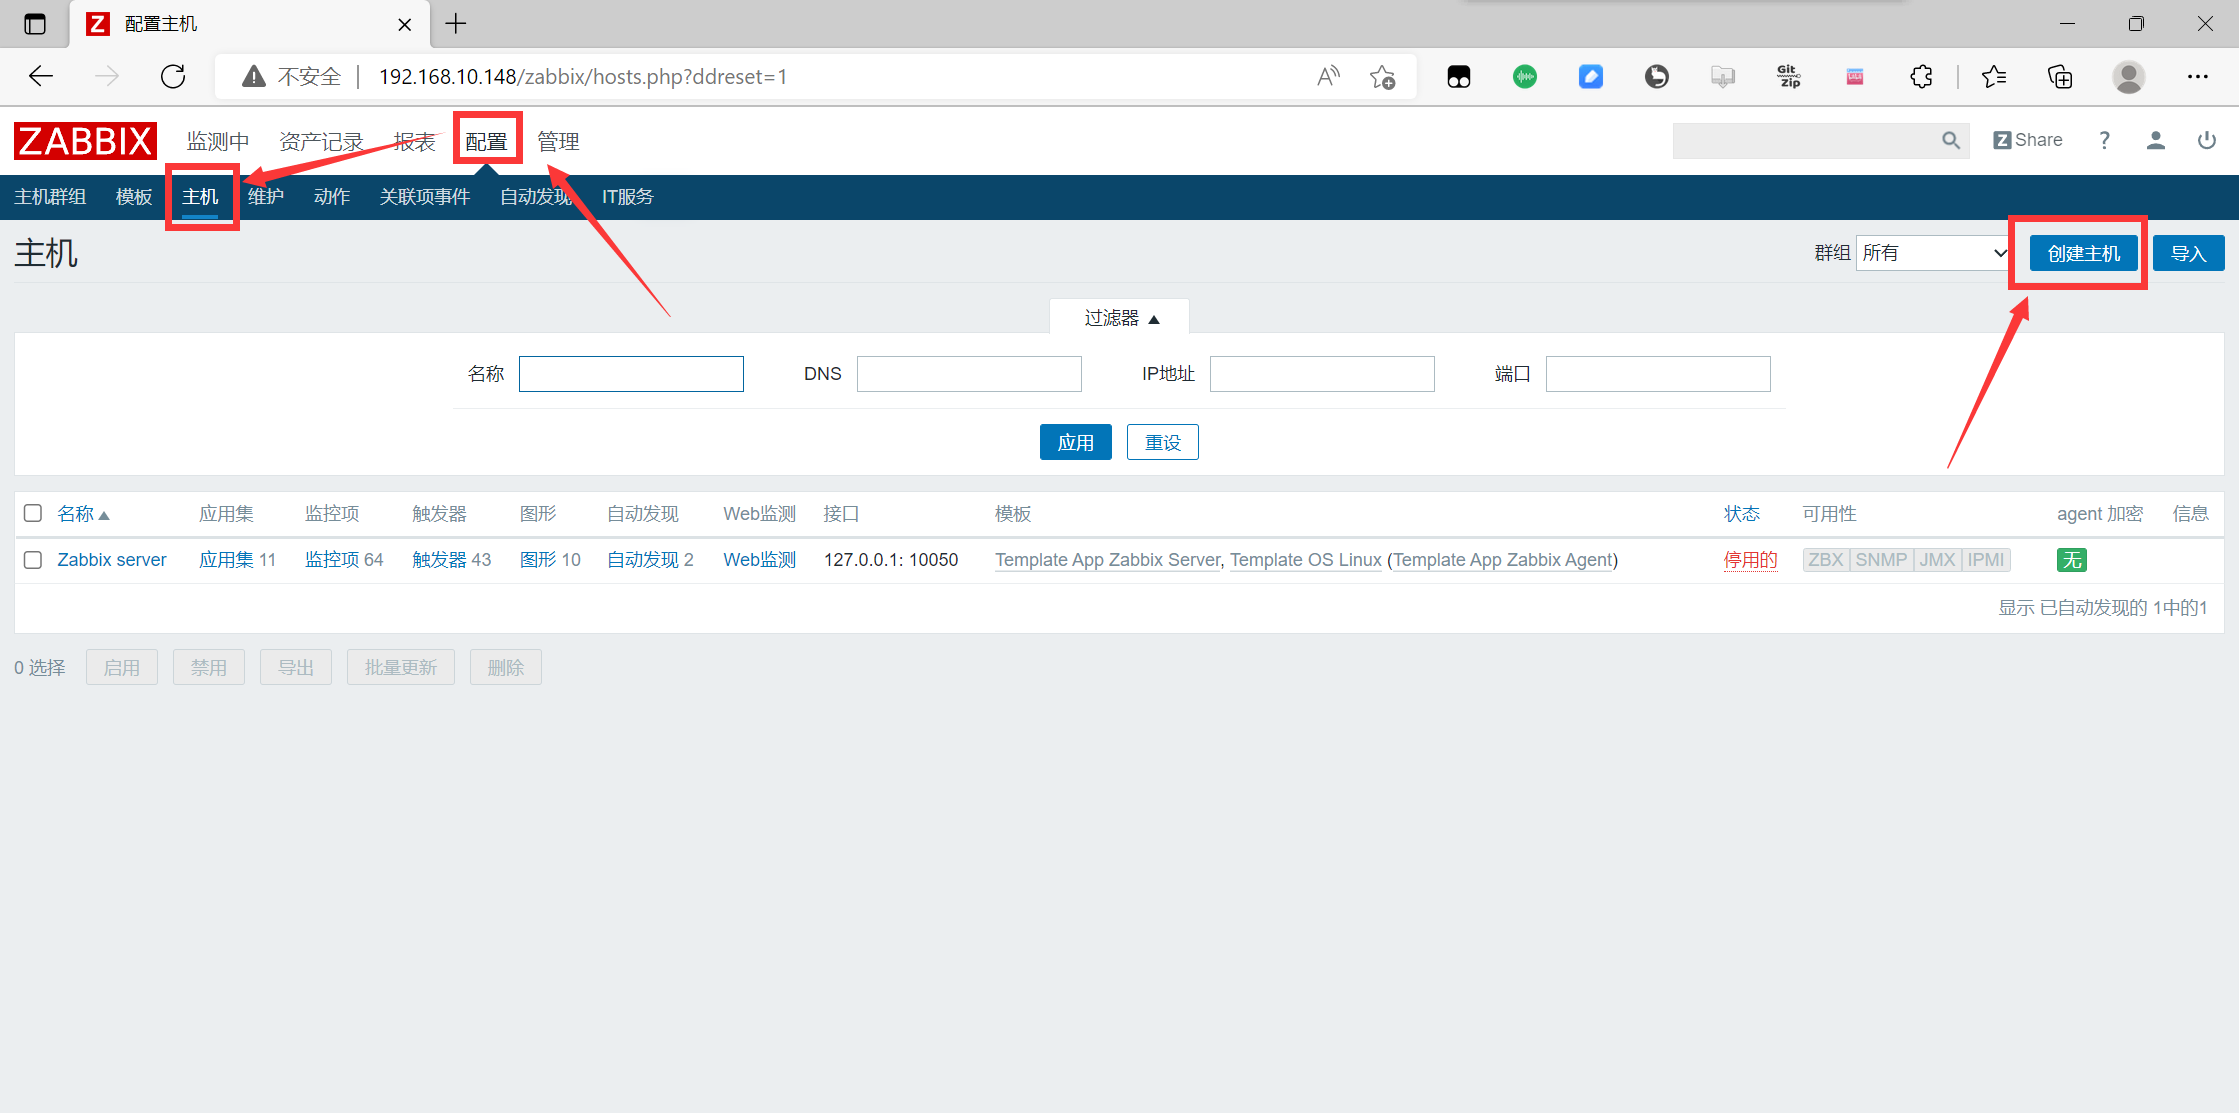 配置主机
不安全 192.168.10.148/zabbix/hosts.php?ddreset=1
Git Zip
ZABBIX 监测中 资产记录 报表 配置 管理 Z Share ?
主机群组 模板 主机 维护 动作 关联项事件 自动发现 IT服务
主机 群组 所有 创建主机 导入
过滤器 ▲
名称 DNS IP地址 端口
应用 重设
名称▲ 应用集 监控项 触发器 图形 自动发现 Web监测 接口 模板 状态 可用性 agent 加密 信息
Zabbix server 应用集 11 监控项 64 触发器 43 图形 10 自动发现 2 Web监测 127.0.0.1: 10050 Template App Zabbix Server, Template OS Linux (Template App Zabbix Agent) 停用的 ZBX SNMP JMX IPMI 无
显示 已自动发现的 1中的1
0 选择 启用 禁用 导出 批量更新 删除